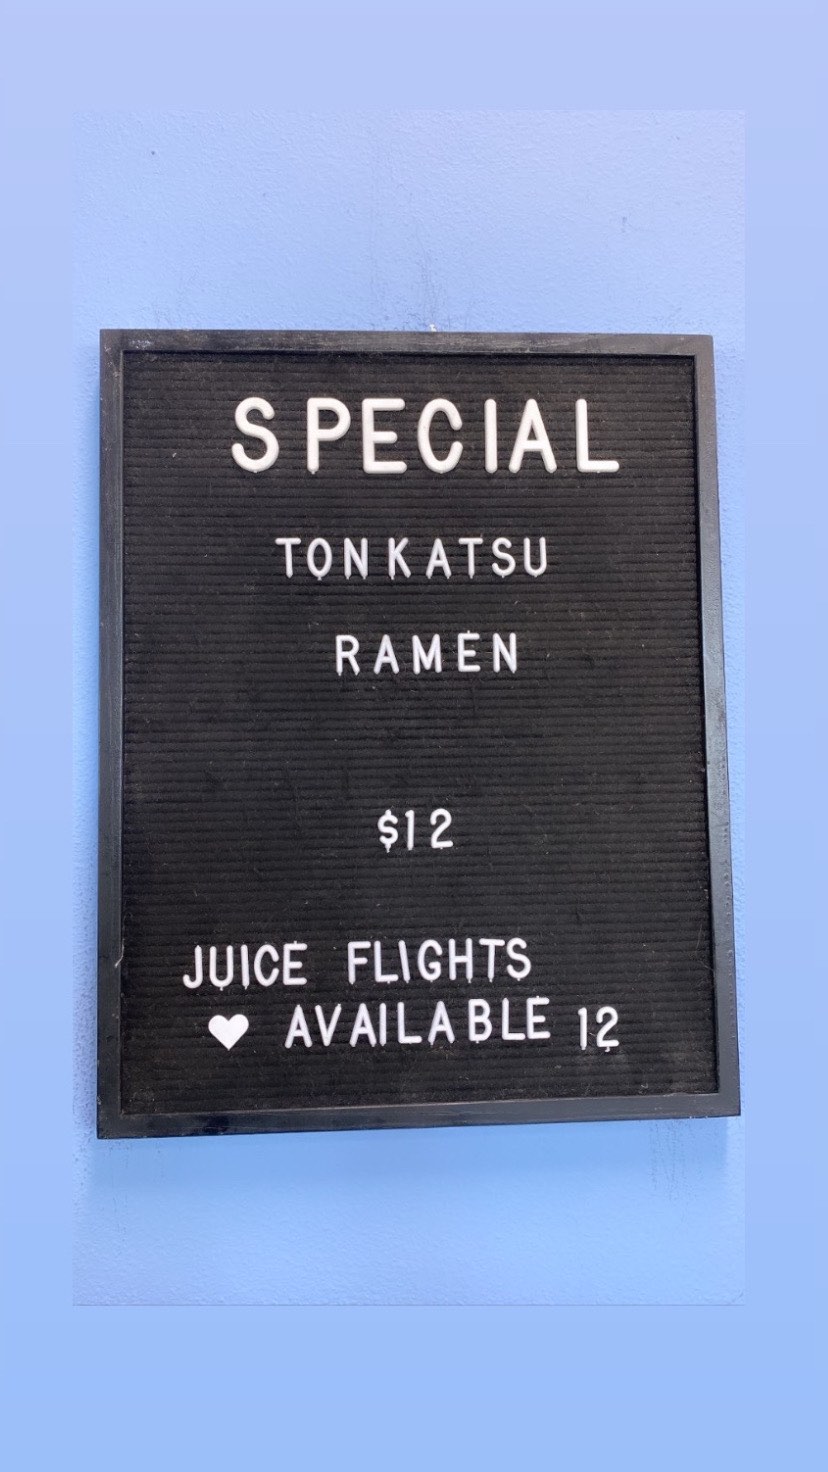 SPECIAL
TONKATSU
RAMEN
$12
JUICE FLIGHTS
♥ AVAILABLE 12